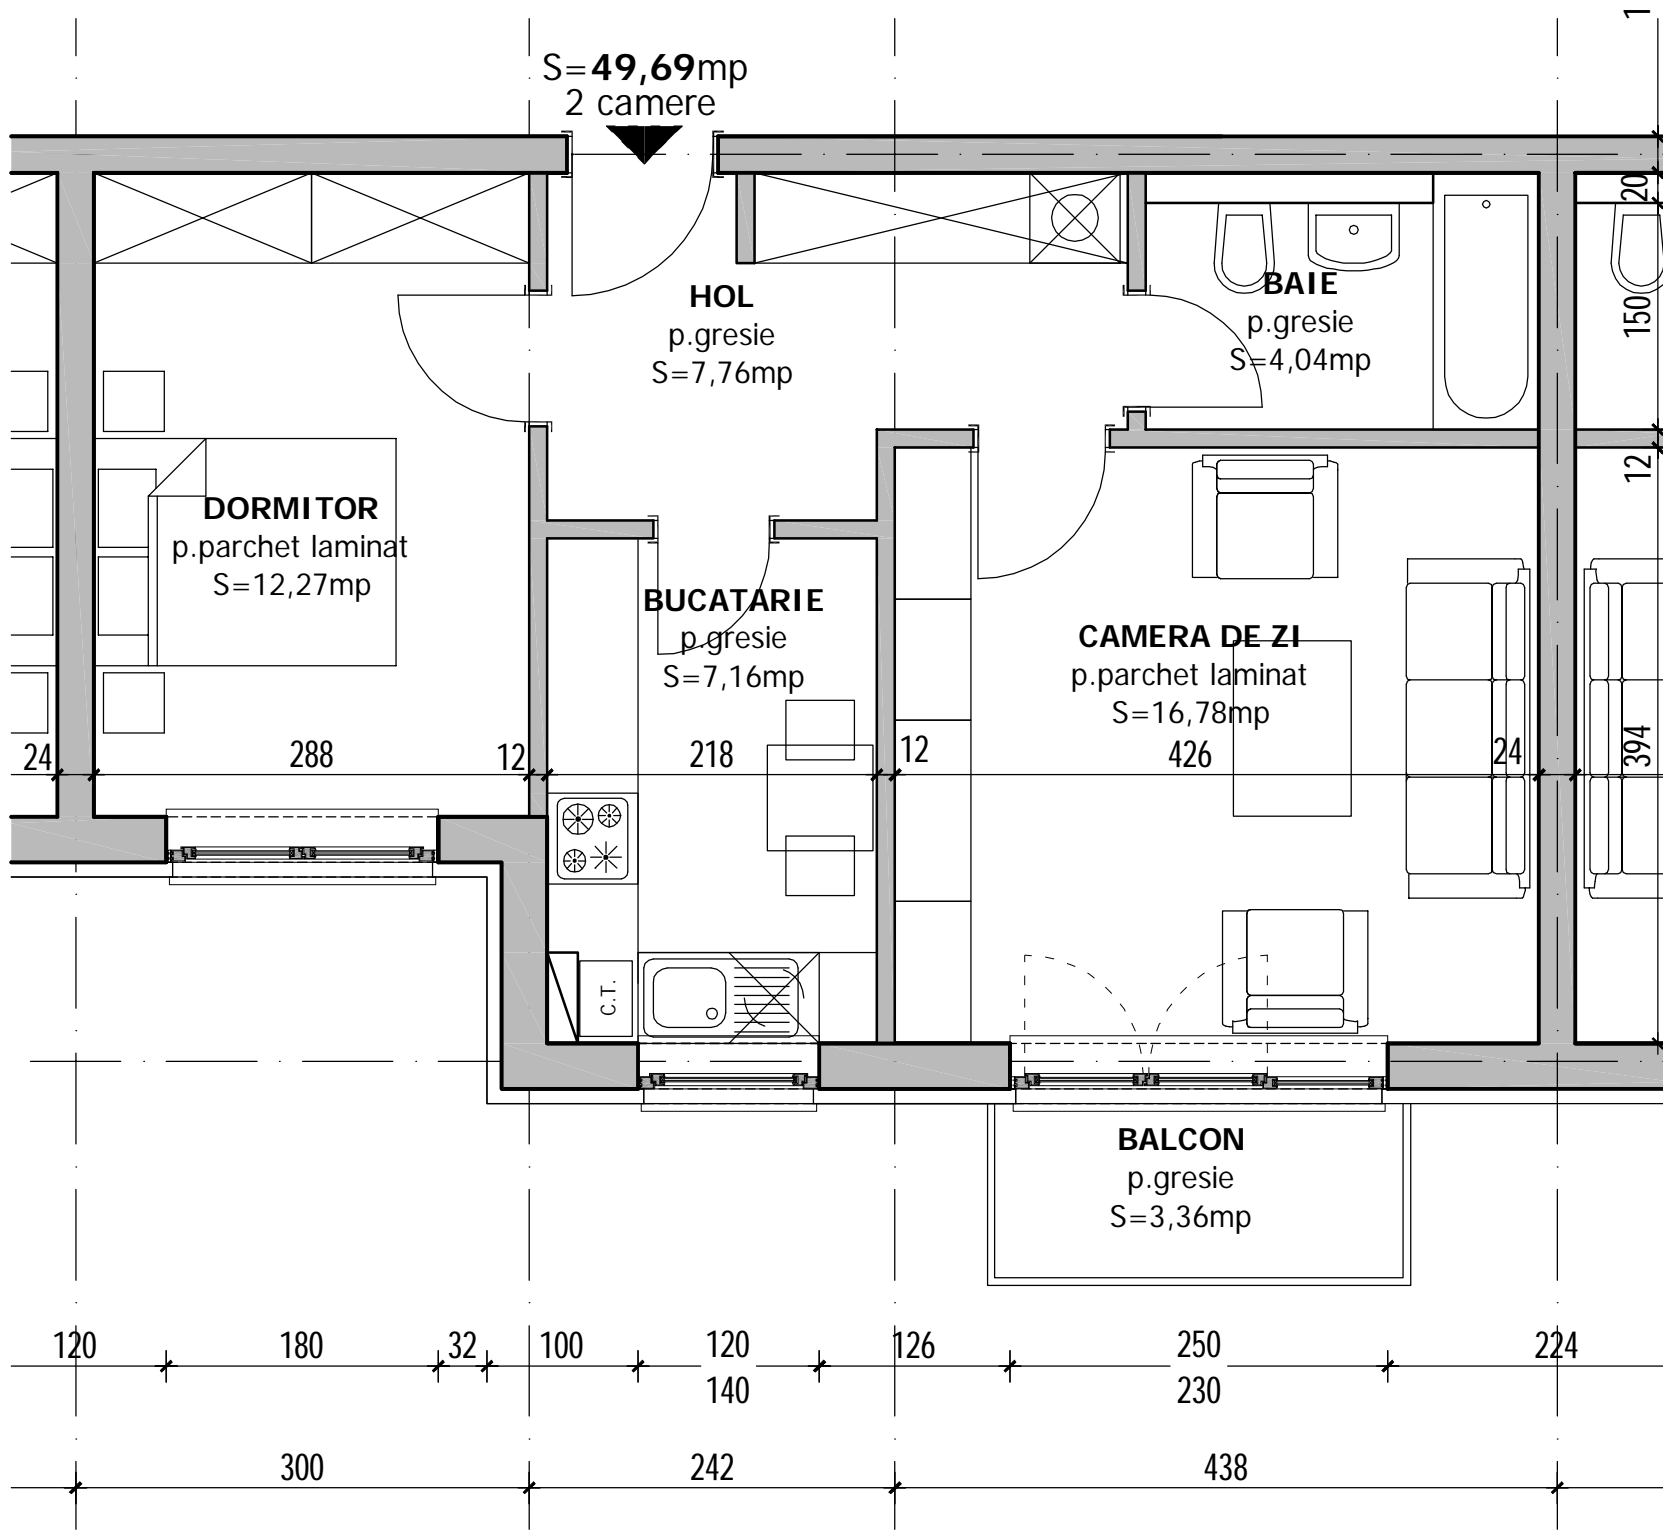 1
S=49,69mp
2 camere
20
HOL
p.gresie
S=7,76mp
BAIE
p.gresie
S=4,04mp
150
12
DORMITOR
p.parchet laminat
S=12,27mp
BUCATARIE
p.gresie
S=7,16mp
CAMERA DE ZI
p.parchet laminat
S=16,78mp
394
24 288 12 218 12 426 24
C.T.
BALCON
p.gresie
S=3,36mp
120 180 32 100 120 126 250 224
140 230
300 242 438